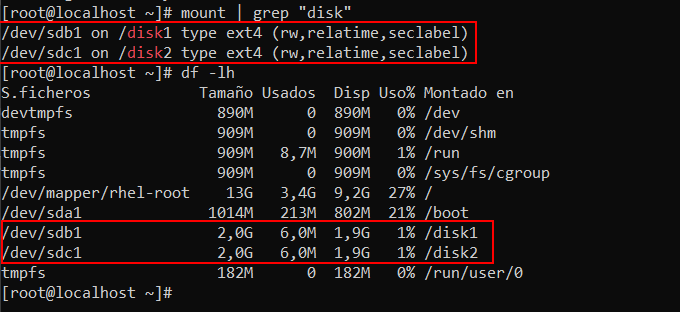 [root@localhost ~]# mount | grep "disk"
/dev/sdb1 on /disk1 type ext4 (rw,relatime,seclabel)
/dev/sdc1 on /disk2 type ext4 (rw,relatime,seclabel)
[root@localhost ~]# df -lh
S.ficheros Tamaño Usados Disp Uso% Montado en
devtmpfs 890M 0 890M 0% /dev
tmpfs 909M 0 909M 0% /dev/shm
tmpfs 909M 8,7M 900M 1% /run
tmpfs 909M 0 909M 0% /sys/fs/cgroup
/dev/mapper/rhel-root 13G 3,4G 9,2G 27% /
/dev/sda1 1014M 213M 802M 21% /boot
/dev/sdb1 2,0G 6,0M 1,9G 1% /disk1
/dev/sdc1 2,0G 6,0M 1,9G 1% /disk2
tmpfs 182M 0 182M 0% /run/user/0
[root@localhost ~]#